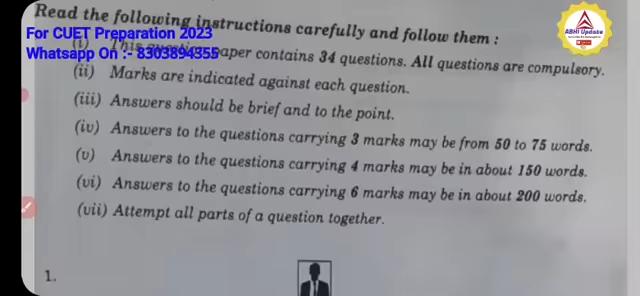 Read the following instructions carefully and follow them :
For CUET Preparation 2023
(i) This question paper contains 34 questions. All questions are compulsory.
Whatsapp On :- 8303894355
(ii) Marks are indicated against each question.
(iii) Answers should be brief and to the point.
(iv) Answers to the questions carrying 3 marks may be from 50 to 75 words.
(v) Answers to the questions carrying 4 marks may be in about 150 words.
(vi) Answers to the questions carrying 6 marks may be in about 200 words.
(vii) Attempt all parts of a question together.
1.
ABHI Update